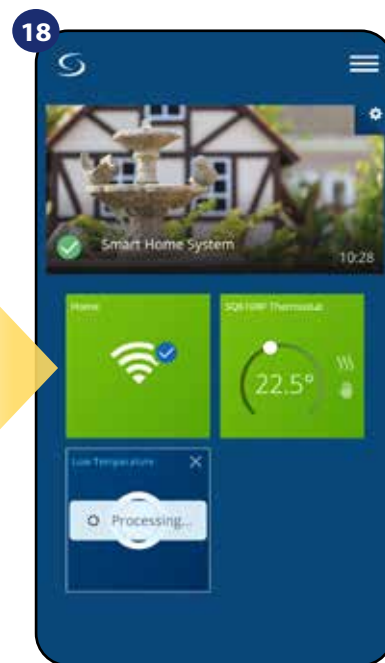 18
Smart Home System
10:28
Home
SQ610RF Thermostat
22.5°
Low Temperature
Processing...